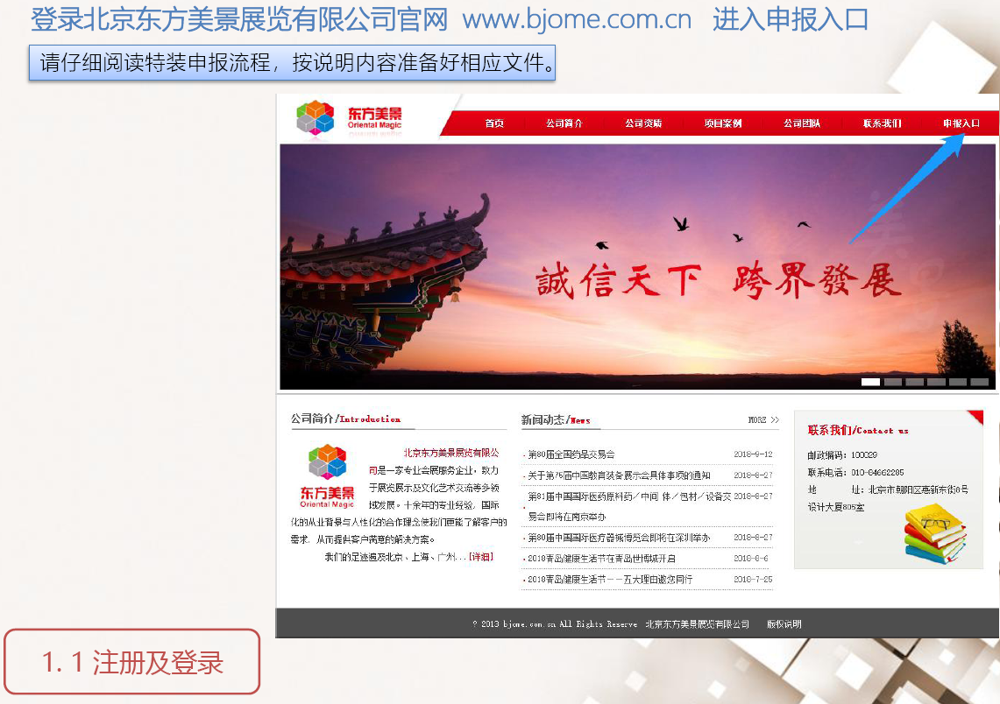 登录北京东方美景展览有限公司官网 www.bjome.com.cn 进入申报入口
请仔细阅读特装申报流程，按说明内容准备好相应文件。
东方美景
Oriental Magic
首页 公司简介 公司资质 项目案例 公司团队 联系我们 申报入口
誠信天下 跨界發展
公司简介/Introduction
东方美景
Oriental Magic
北京东方美景展览有限公
司是一家专业会展服务企业，致力
于展览展示及文化艺术交流等多领
域发展。十余年的专业经验，国际
化的从业背景与人性化的合作理念使我们更能了解客户的
需求，从而提供客户满意的解决方案。
我们的足迹遍及北京、上海、广州...[详细]
新闻动态/News MORE >>
·第80届全国药品交易会 2018-9-12
·关于第75届中国教育装备展示会具体事项的通知 2018-8-27
·第81届中国国际医药原料药／中间 体／包材／设备交 2018-8-27
易会即将在南京举办
·第80届中国国际医疗器械博览会即将在深圳举办 2018-8-27
·2018青岛健康生活节在青岛世博城开启 2018-8-6
·2018青岛健康生活节－－五大理由邀您同行 2018-7-25
联系我们/Contact us
邮政编码：100029
联系电话：010-84662285
地 址：北京市朝阳区惠新东街0号
设计大厦805室
? 2013 bjome.com.cn All Rights Reserve 北京东方美景展览有限公司 版权说明
1.1 注册及登录